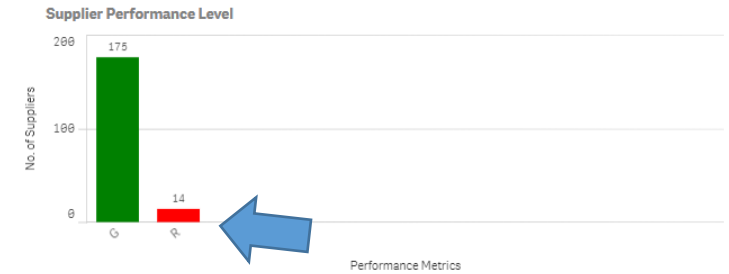 Supplier Performance Level
200
175
No. of Suppliers
100
14
0
G
R
Performance Metrics